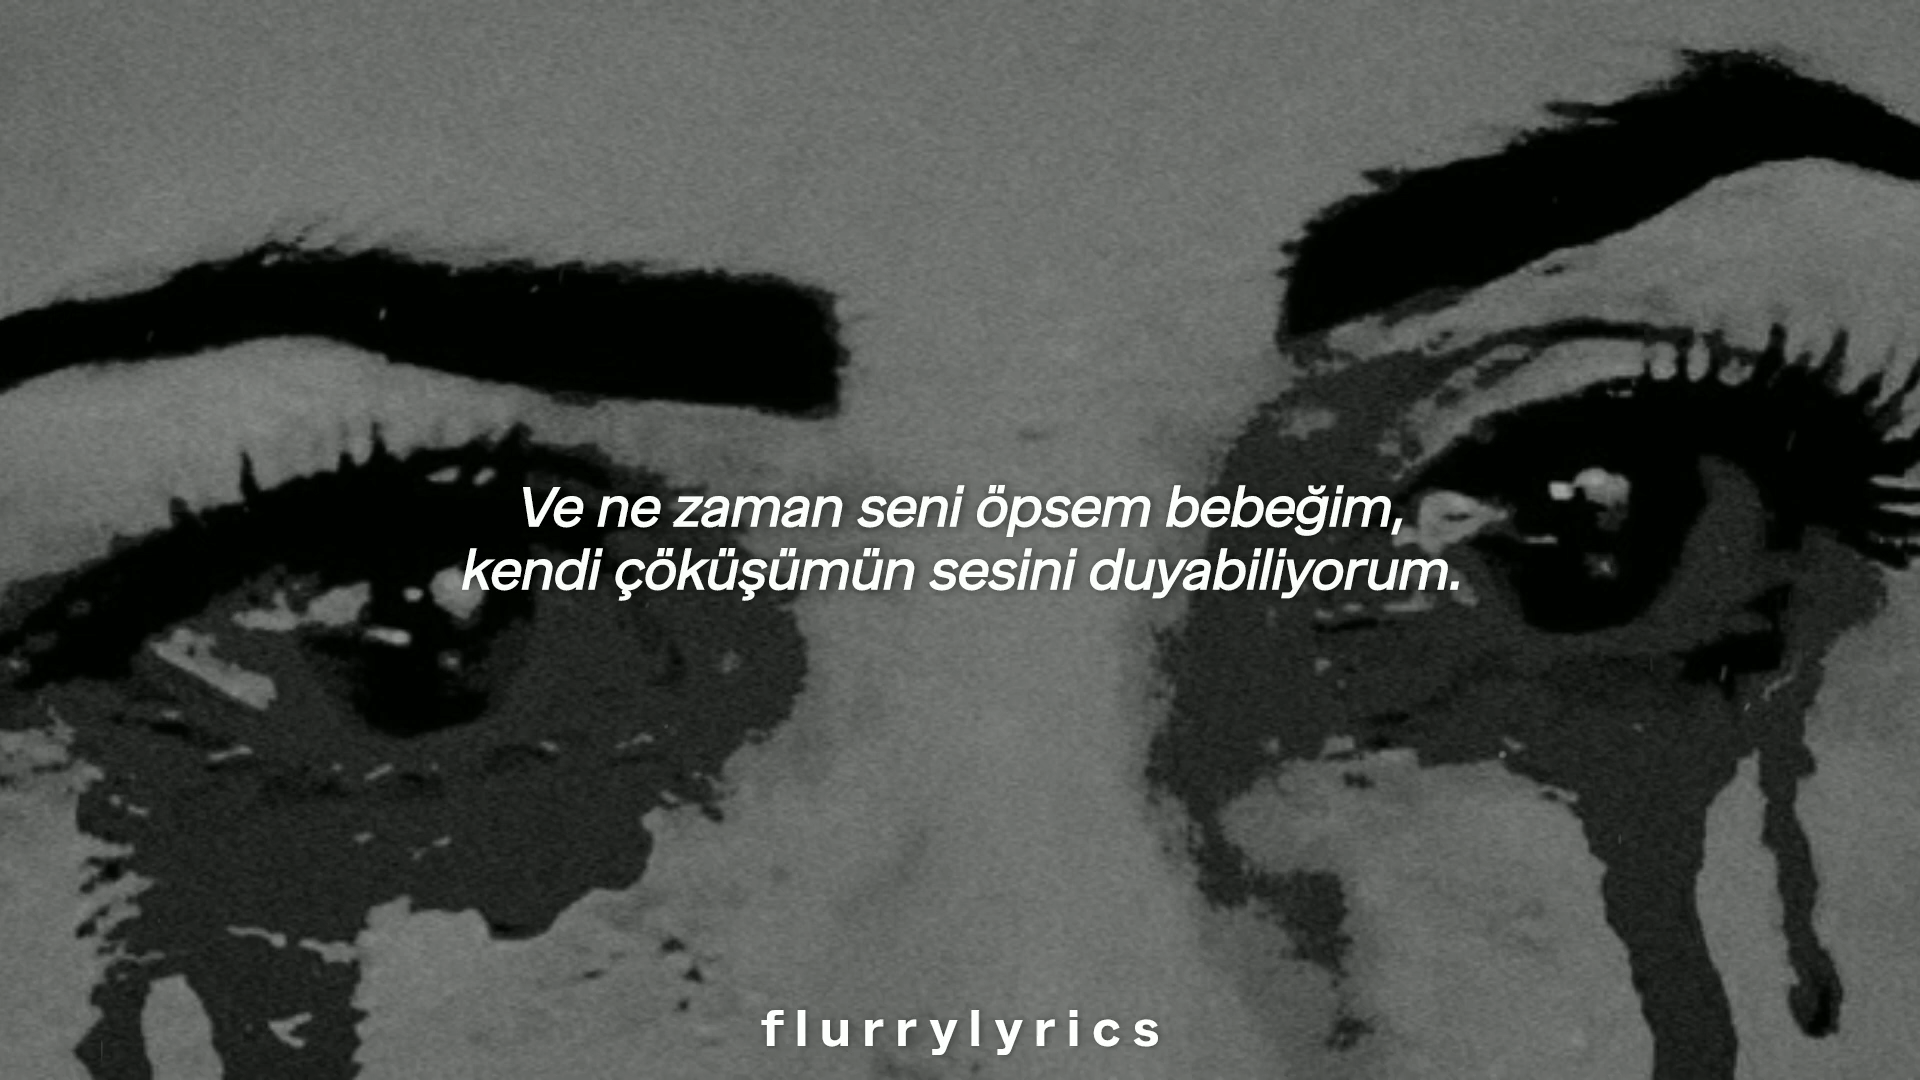 Ve ne zaman seni öpsem bebeğim,
kendi çöküşümün sesini duyabiliyorum.
flurrylyrics